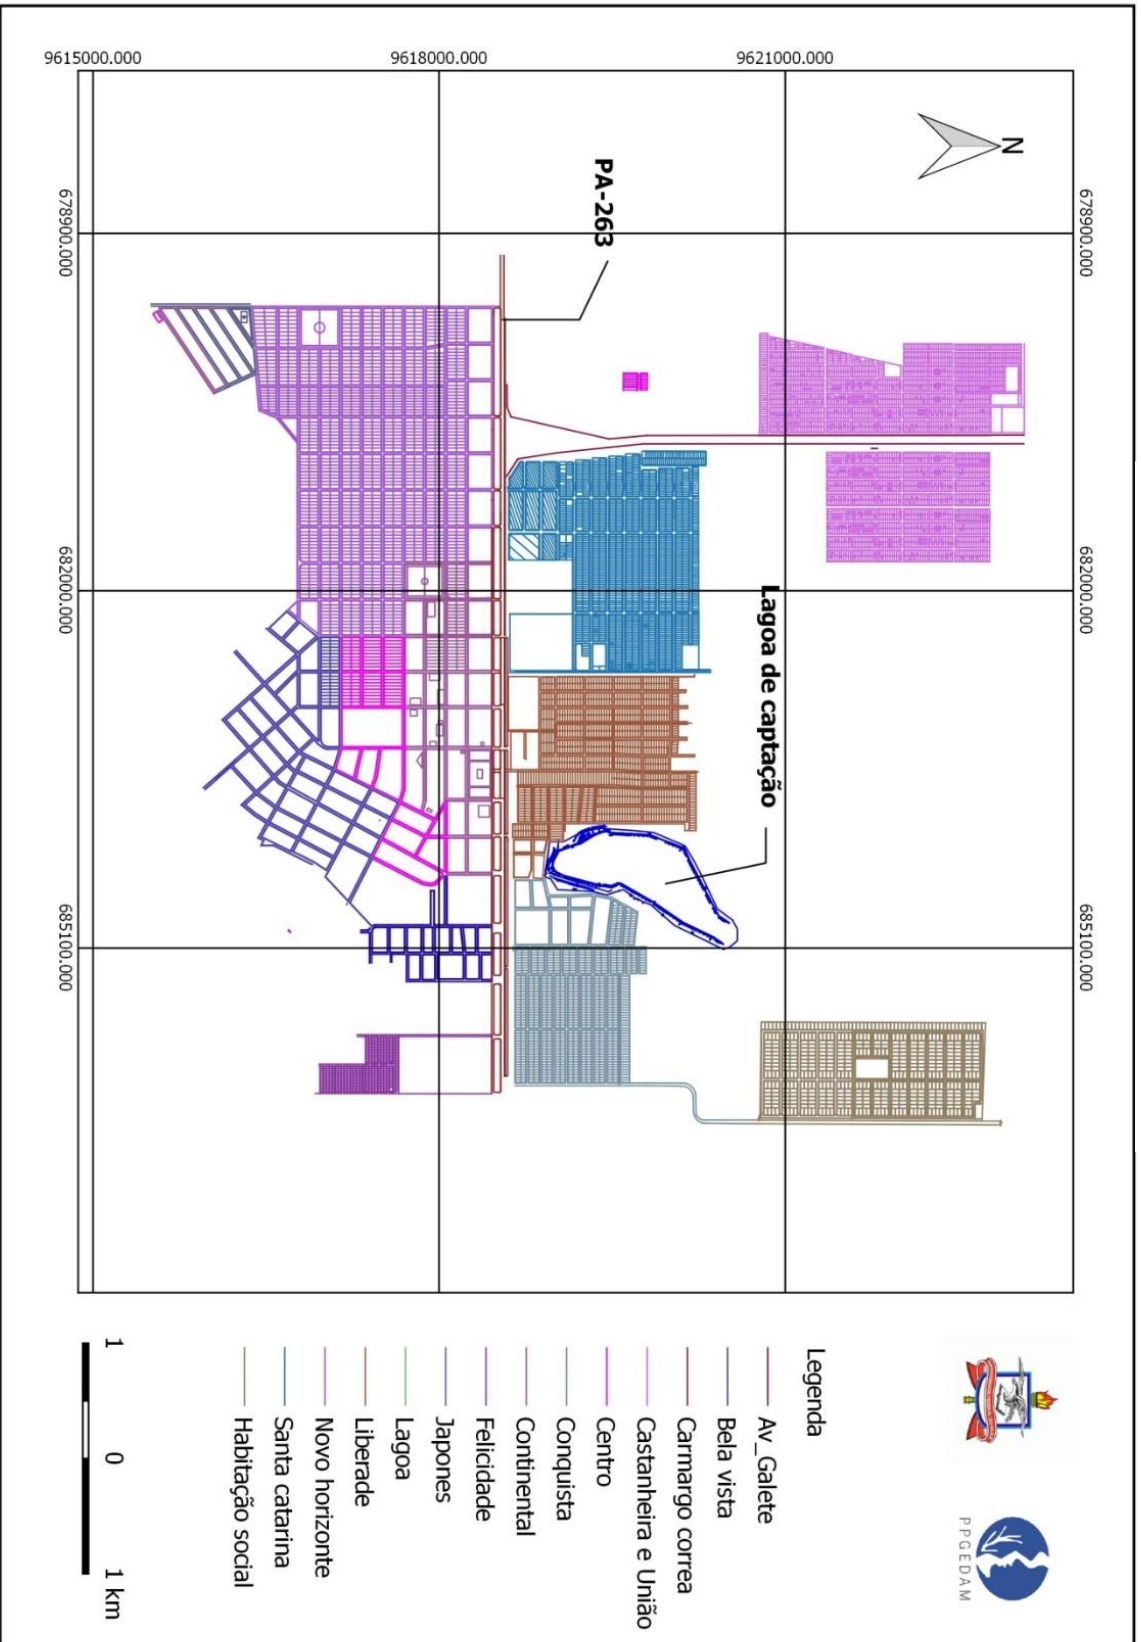 9615000.000
9618000.000
9621000.000
N
678900.000
678900.000
PA-263
682000.000
682000.000
Lagoa de captação
685100.000
685100.000
Legenda
Av_Galete
Bela vista
Carmargo correa
Castanheira e União
Centro
Conquista
Continental
Felicidade
Japones
Lagoa
Liberade
Novo horizonte
Santa catarina
Habitação social
1
0
1 km
PPGEDAM